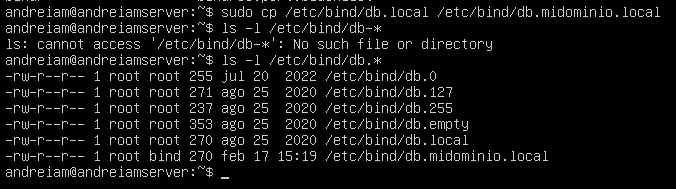 andreiam@andreiamserver:~$ sudo cp /etc/bind/db.local /etc/bind/db.midominio.local
andreiam@andreiamserver:~$ ls -l /etc/bind/db-*
ls: cannot access '/etc/bind/db-*': No such file or directory
andreiam@andreiamserver:~$ ls -l /etc/bind/db.*
-rw-r--r-- 1 root root 255 jul 20  2022 /etc/bind/db.0
-rw-r--r-- 1 root root 271 ago 25  2020 /etc/bind/db.127
-rw-r--r-- 1 root root 237 ago 25  2020 /etc/bind/db.255
-rw-r--r-- 1 root root 353 ago 25  2020 /etc/bind/db.empty
-rw-r--r-- 1 root root 270 ago 25  2020 /etc/bind/db.local
-rw-r--r-- 1 root bind 270 feb 17 15:19 /etc/bind/db.midominio.local
andreiam@andreiamserver:~$ _